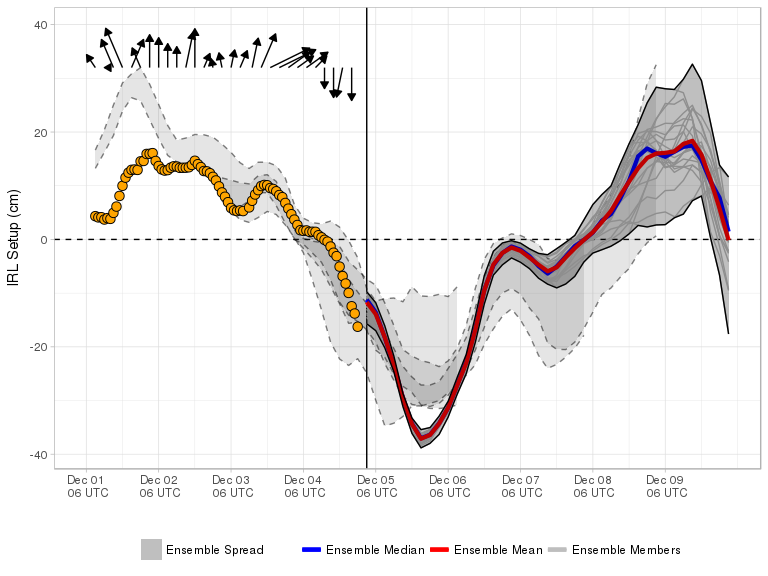 IRL Setup (cm)
40
20
0
-20
-40
Dec 01 Dec 02 Dec 03 Dec 04 Dec 05 Dec 06 Dec 07 Dec 08 Dec 09
06 UTC 06 UTC 06 UTC 06 UTC 06 UTC 06 UTC 06 UTC 06 UTC 06 UTC
Ensemble Spread Ensemble Median Ensemble Mean Ensemble Members